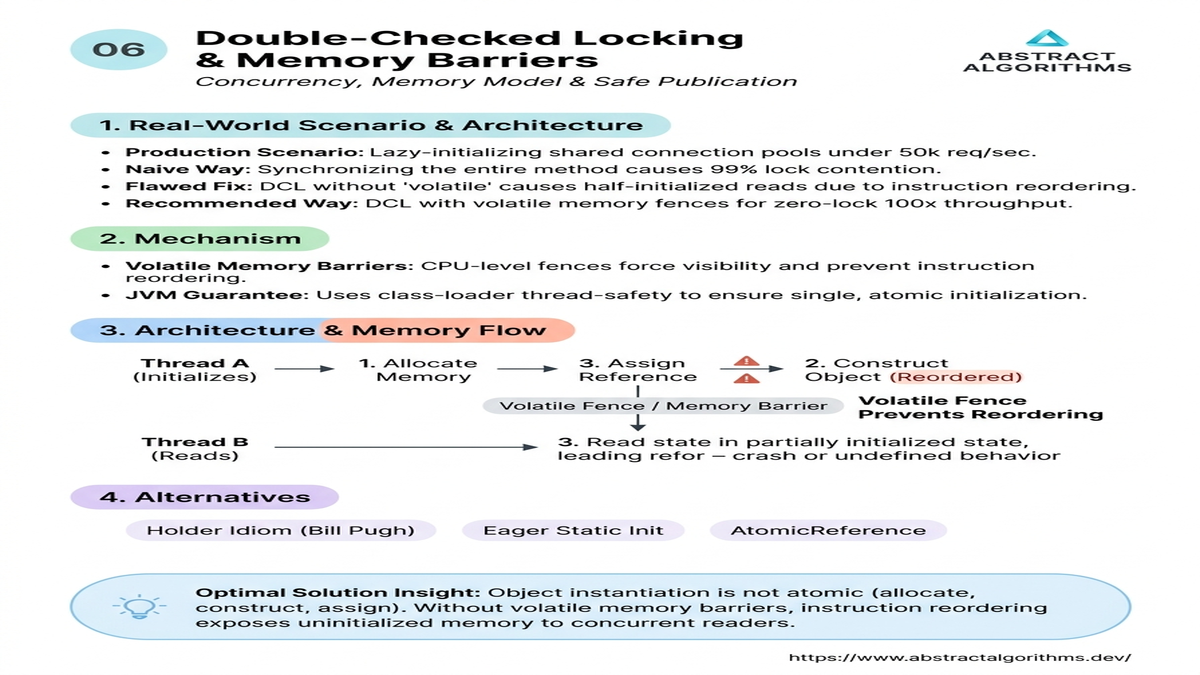 06
Double-Checked Locking
& Memory Barriers
Concurrency, Memory Model & Safe Publication
ABSTRACT
ALGORITHMS
1. Real-World Scenario & Architecture
• Production Scenario: Lazy-initializing shared connection pools under 50k req/sec.
• Naive Way: Synchronizing the entire method causes 99% lock contention.
• Flawed Fix: DCL without 'volatile' causes half-initialized reads due to instruction reordering.
• Recommended Way: DCL with volatile memory fences for zero-lock 100x throughput.
2. Mechanism
• Volatile Memory Barriers: CPU-level fences force visibility and prevent instruction
reordering.
• JVM Guarantee: Uses class-loader thread-safety to ensure single, atomic initialization.
3. Architecture & Memory Flow
Thread A
(Initializes)
1. Allocate
Memory
3. Assign
Reference
2. Construct
Object (Reordered)
Volatile Fence / Memory Barrier
Volatile Fence
Prevents Reordering
Thread B
(Reads)
3. Read state in partially initialized state,
leading refor – crash or undefined behavior
4. Alternatives
Holder Idiom (Bill Pugh)
Eager Static Init
AtomicReference
Optimal Solution Insight: Object instantiation is not atomic (allocate,
construct, assign). Without volatile memory barriers, instruction reordering
exposes uninitialized memory to concurrent readers.
https://www.abstractalgorithms.dev/